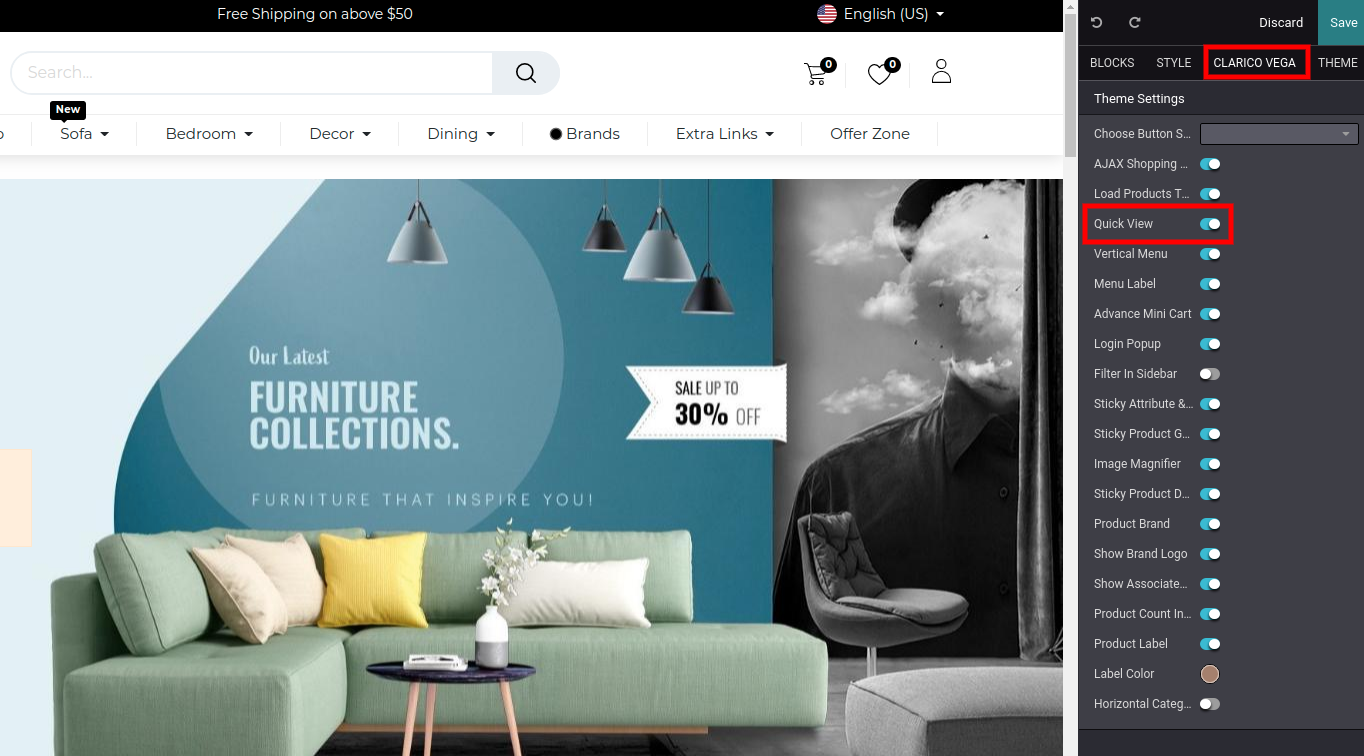 Free Shipping on above $50
English (US)
Discard
Save
Search...
0
0
BLOCKS
STYLE
CLARICO VEGA
THEME
Theme Settings
New
Sofa
Bedroom
Decor
Dining
Brands
Extra Links
Offer Zone
Our Latest
FURNITURE
COLLECTIONS.
FURNITURE THAT INSPIRE YOU!
SALE UP TO
30% OFF
Choose Button S...
AJAX Shopping ...
Load Products T...
Quick View
Vertical Menu
Menu Label
Advance Mini Cart
Login Popup
Filter In Sidebar
Sticky Attribute &...
Sticky Product G...
Image Magnifier
Sticky Product D...
Product Brand
Show Brand Logo
Show Associate...
Product Count In...
Product Label
Label Color
Horizontal Categ...